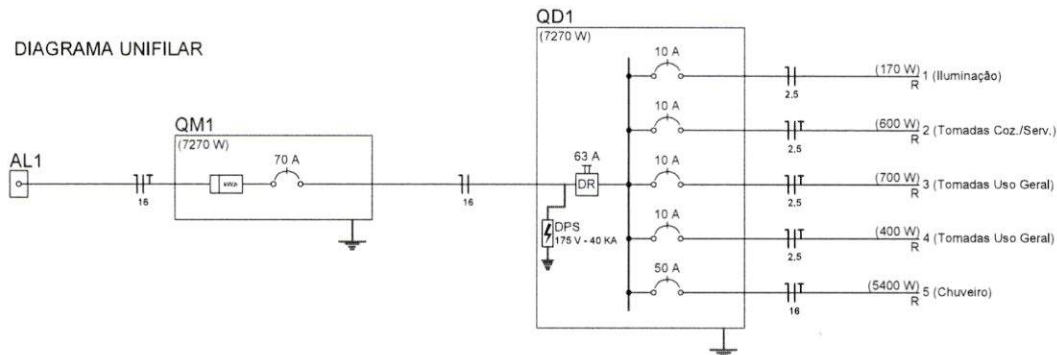 DIAGRAMA UNIFILAR
AL1
16
QM1
(7270 W)
kWh
70 A
16
QD1
(7270 W)
63 A
DR
DPS
175 V - 40 KA
10 A
2.5
(170 W)
R
1 (Iluminação)
10 A
2.5
(600 W)
R
2 (Tomadas Coz./Serv.)
10 A
2.5
(700 W)
R
3 (Tomadas Uso Geral)
10 A
2.5
(400 W)
R
4 (Tomadas Uso Geral)
50 A
16
(5400 W)
R
5 (Chuveiro)